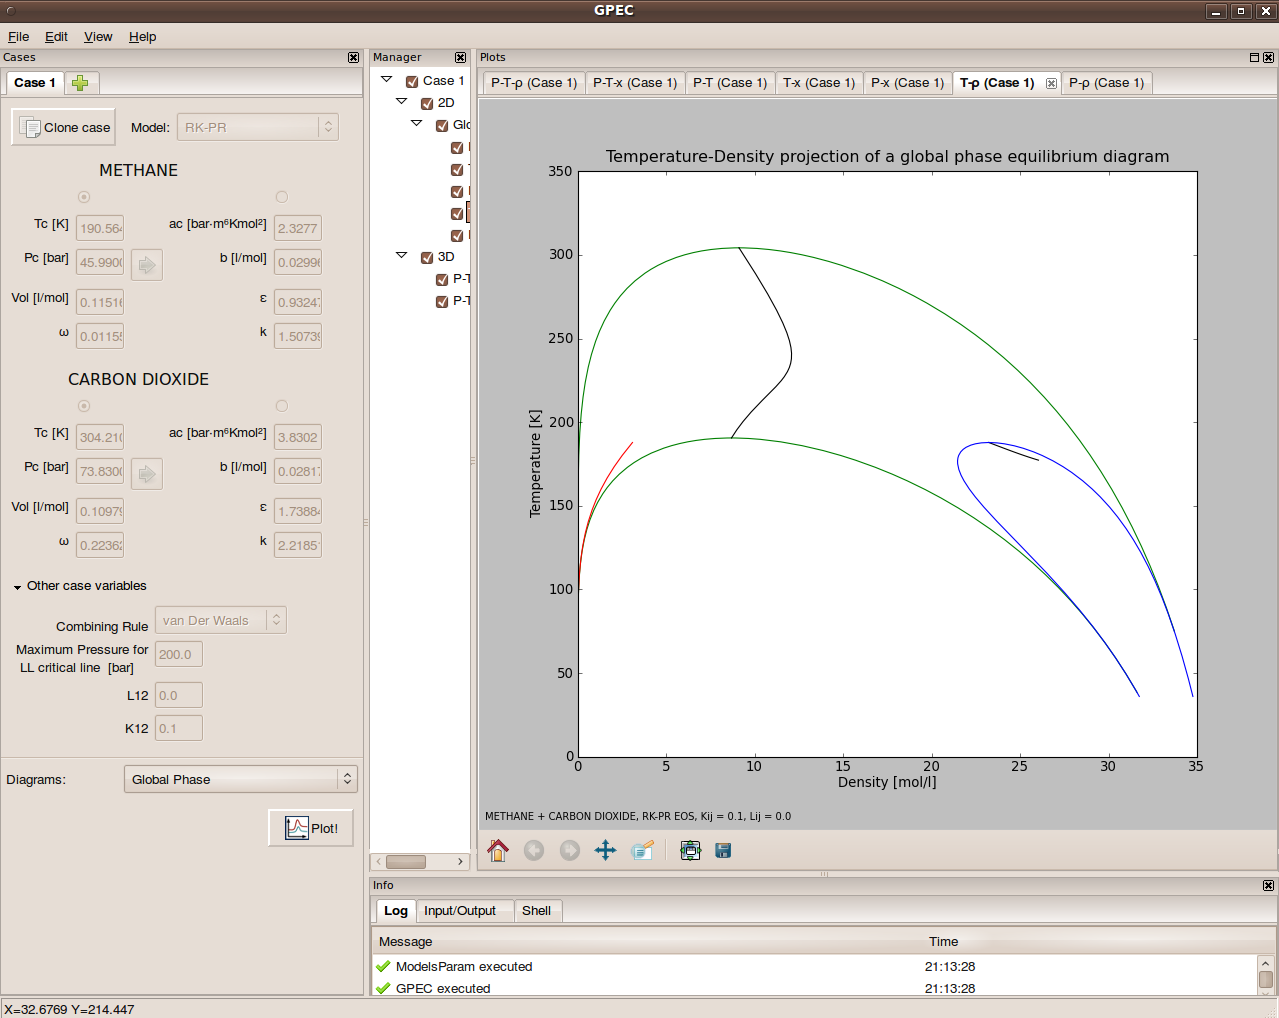 GPEC
File Edit View Help
Cases
Case 1
Clone case Model: RK-PR
METHANE
Tc [K] 190.564 ac [bar·m⁶Kmol²] 2.3277
Pc [bar] 45.9900 b [l/mol] 0.02996
Vol [l/mol] 0.11516 ε 0.93247
ω 0.01155 k 1.50739
CARBON DIOXIDE
Tc [K] 304.210 ac [bar·m⁶Kmol²] 3.8302
Pc [bar] 73.8300 b [l/mol] 0.02817
Vol [l/mol] 0.10979 ε 1.73884
ω 0.22362 k 2.21851
Other case variables
Combining Rule van Der Waals
Maximum Pressure for
LL critical line [bar] 200.0
L12 0.0
K12 0.1
Diagrams: Global Phase
Plot!
Manager
Case 1
2D
Glo
3D
P-T
P-T
Plots
P-T-ρ (Case 1) P-T-x (Case 1) P-T (Case 1) T-x (Case 1) P-x (Case 1) T-ρ (Case 1) P-ρ (Case 1)
Temperature-Density projection of a global phase equilibrium diagram
350
300
250
200
150
100
50
0
Temperature [K]
0 5 10 15 20 25 30 35
Density [mol/l]
METHANE + CARBON DIOXIDE, RK-PR EOS, Kij = 0.1, Lij = 0.0
Info
Log Input/Output Shell
Message Time
ModelsParam executed 21:13:28
GPEC executed 21:13:28
X=32.6769 Y=214.447